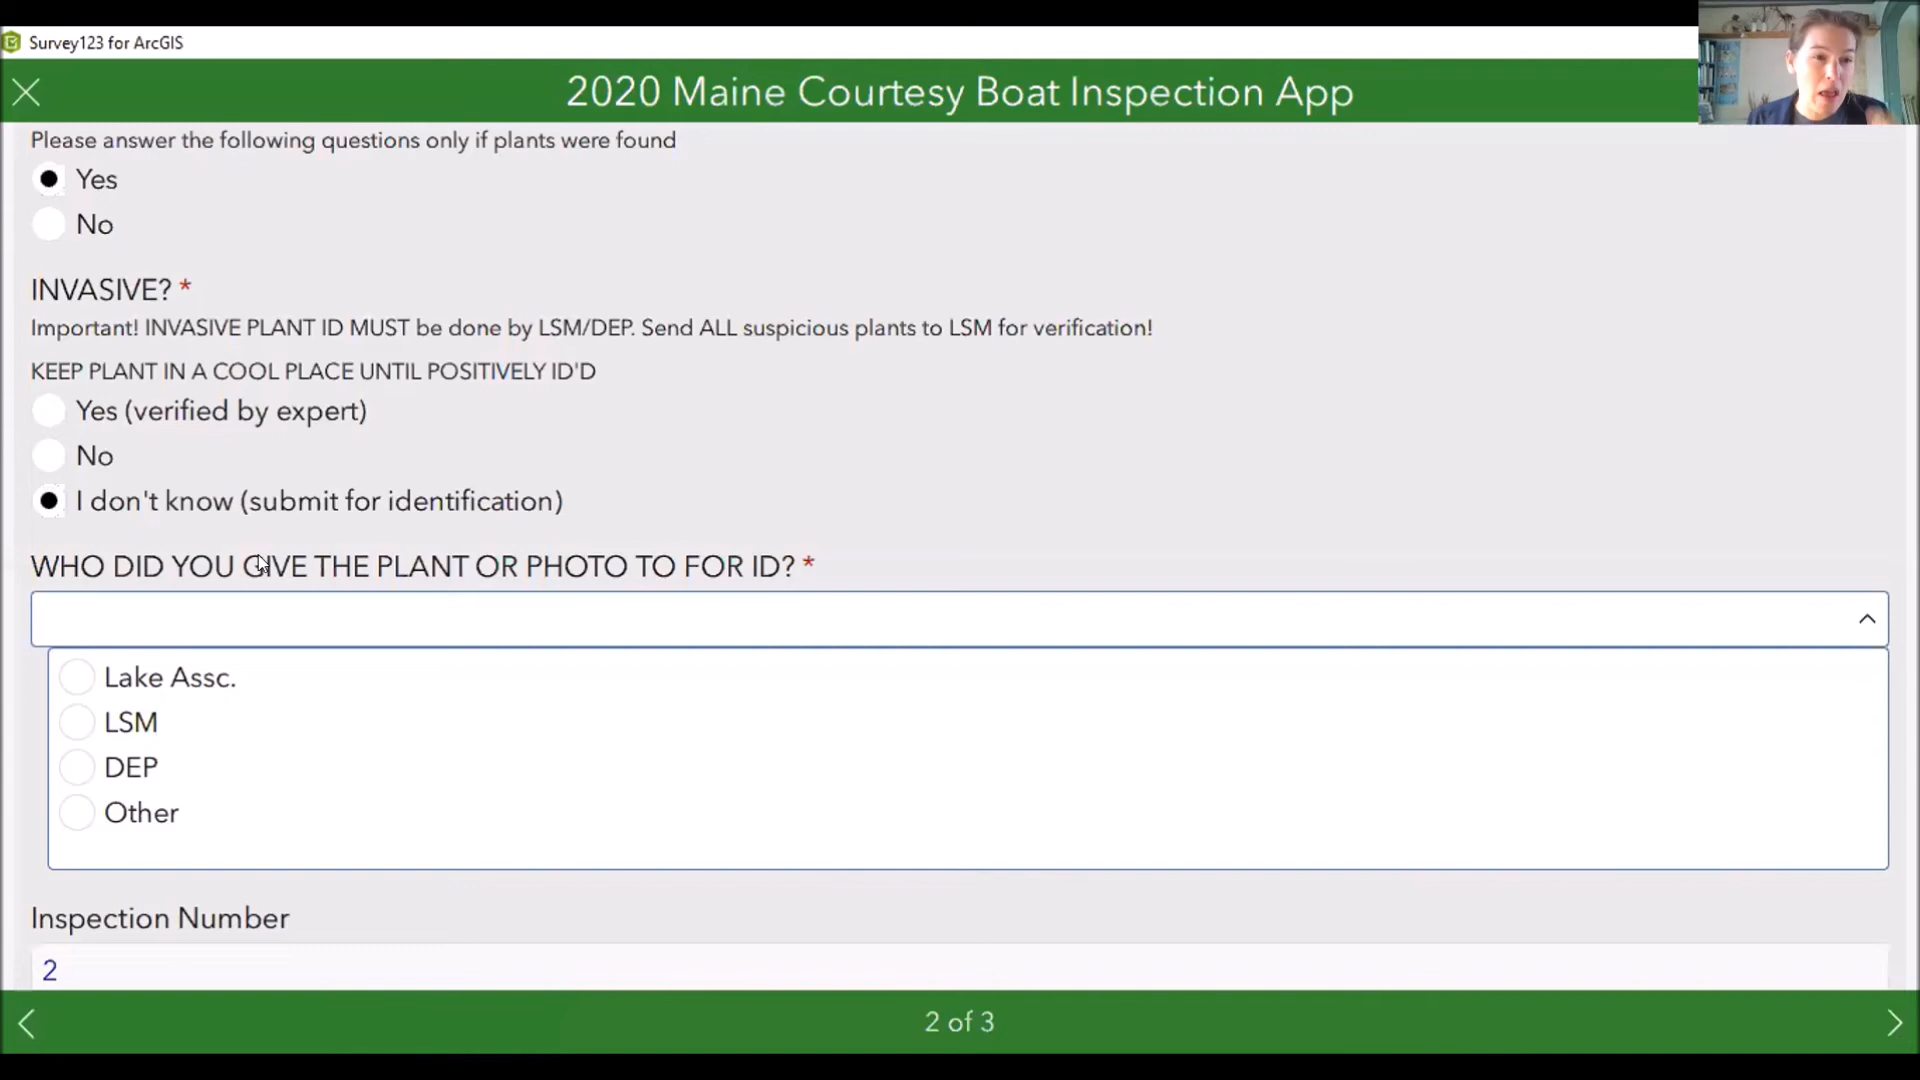 Survey123 for ArcGIS
2020 Maine Courtesy Boat Inspection App
Please answer the following questions only if plants were found
Yes
No
INVASIVE? *
Important! INVASIVE PLANT ID MUST be done by LSM/DEP. Send ALL suspicious plants to LSM for verification!
KEEP PLANT IN A COOL PLACE UNTIL POSITIVELY ID'D
Yes (verified by expert)
No
I don't know (submit for identification)
WHO DID YOU GIVE THE PLANT OR PHOTO TO FOR ID? *
Lake Assc.
LSM
DEP
Other
Inspection Number
2
2 of 3